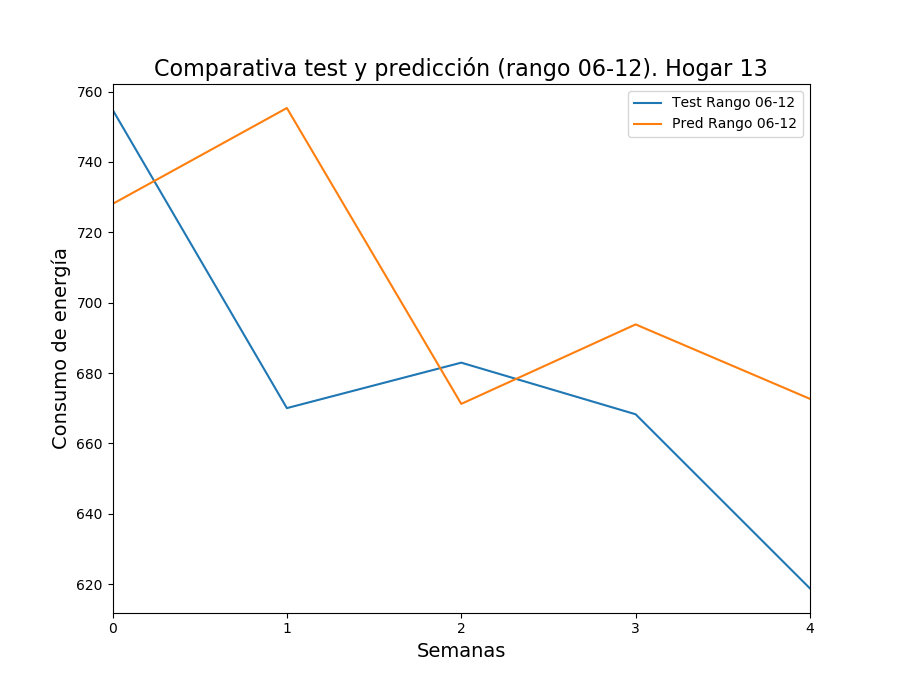 Comparativa test y predicción (rango 06-12). Hogar 13
Test Rango 06-12
Pred Rango 06-12
Consumo de energía
760
740
720
700
680
660
640
620
0 1 2 3 4
Semanas